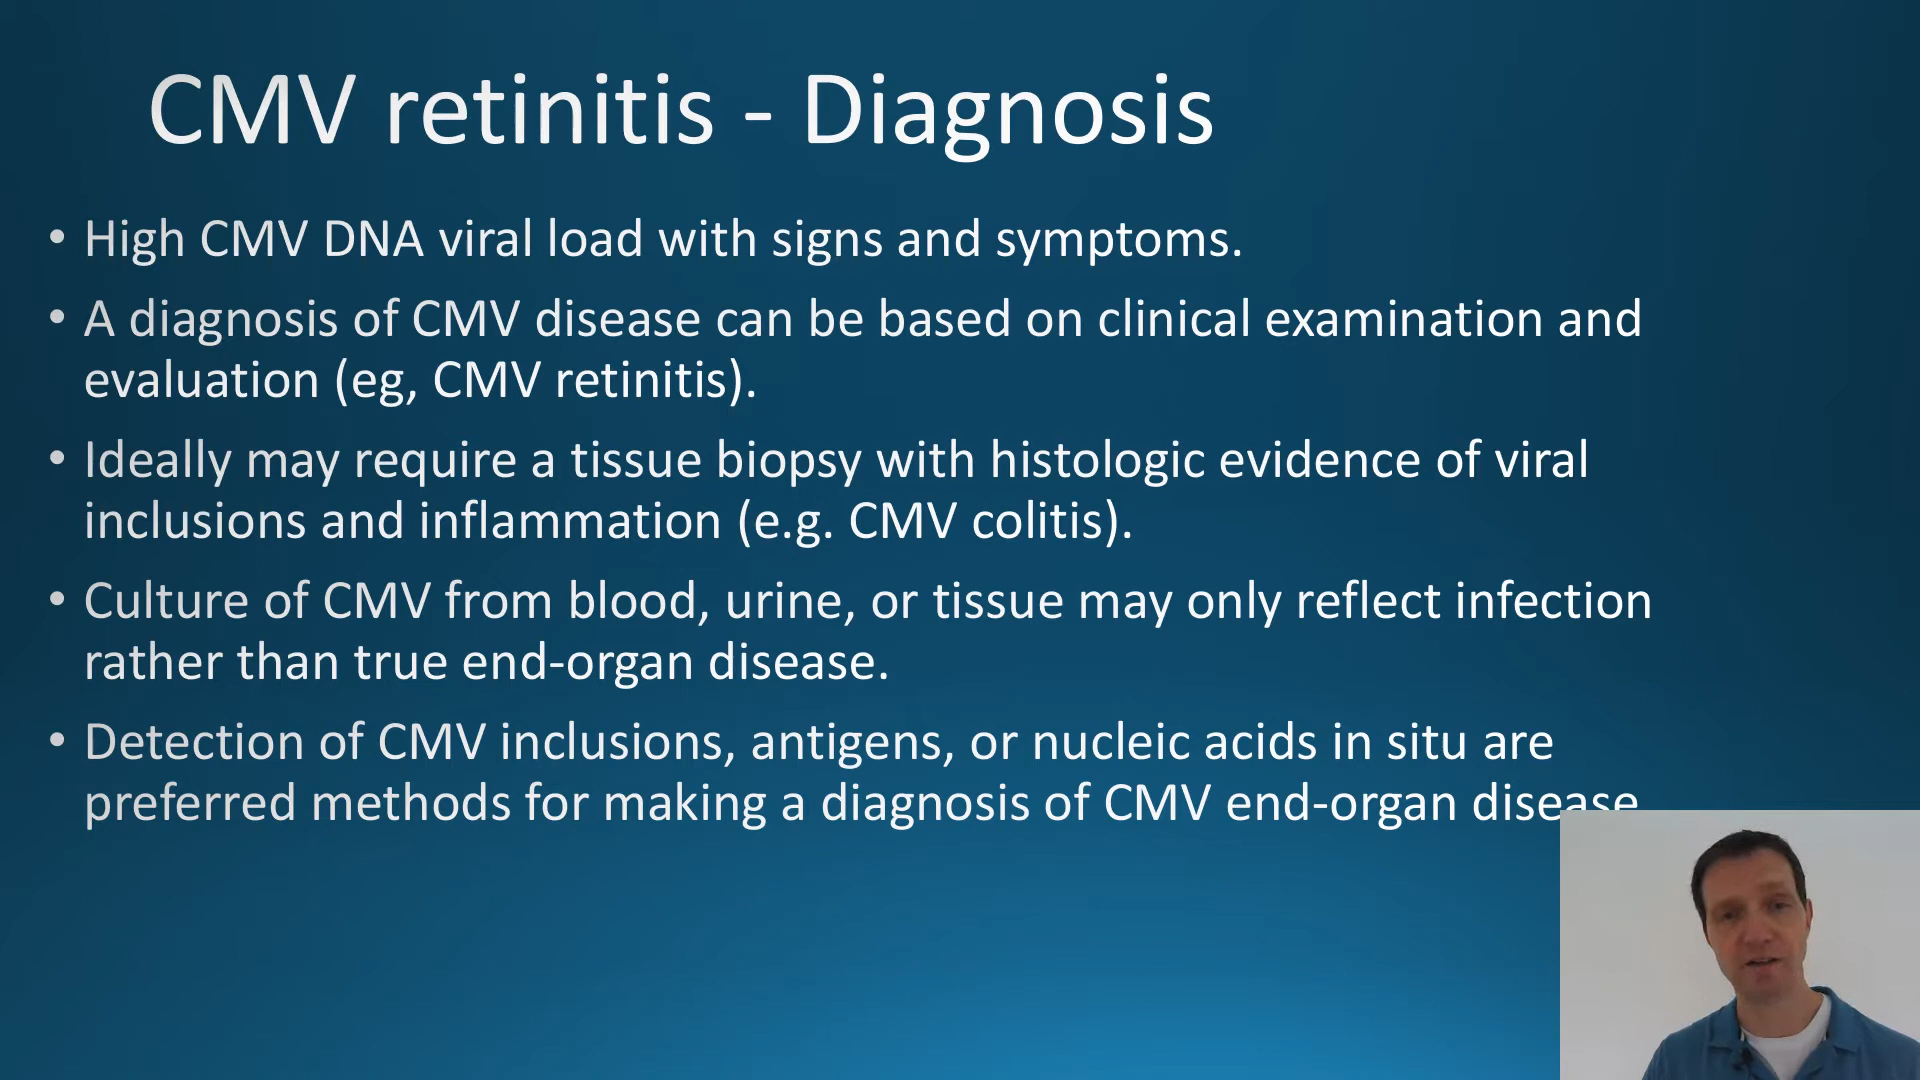 CMV retinitis - Diagnosis
• High CMV DNA viral load with signs and symptoms.
• A diagnosis of CMV disease can be based on clinical examination and
evaluation (eg, CMV retinitis).
• Ideally may require a tissue biopsy with histologic evidence of viral
inclusions and inflammation (e.g. CMV colitis).
• Culture of CMV from blood, urine, or tissue may only reflect infection
rather than true end-organ disease.
• Detection of CMV inclusions, antigens, or nucleic acids in situ are
preferred methods for making a diagnosis of CMV end-organ disease